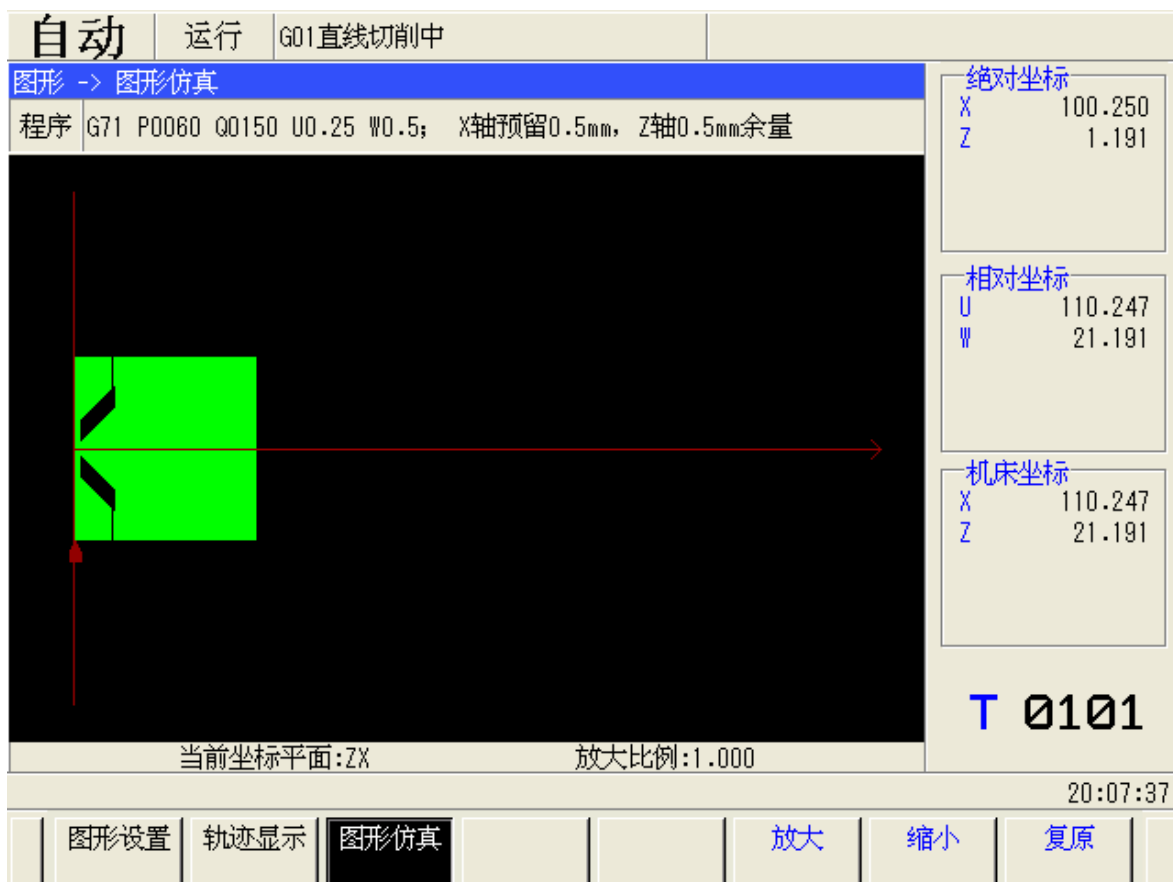 自动 运行 G01直线切削中
图形 -> 图形仿真
程序 G71 P0060 Q0150 U0.25 W0.5; X轴预留0.5mm，Z轴0.5mm余量
绝对坐标
X 100.250
Z 1.191
相对坐标
U 110.247
W 21.191
机床坐标
X 110.247
Z 21.191
T 0101
当前坐标平面:ZX 放大比例:1.000
20:07:37
图形设置 轨迹显示 图形仿真 放大 缩小 复原